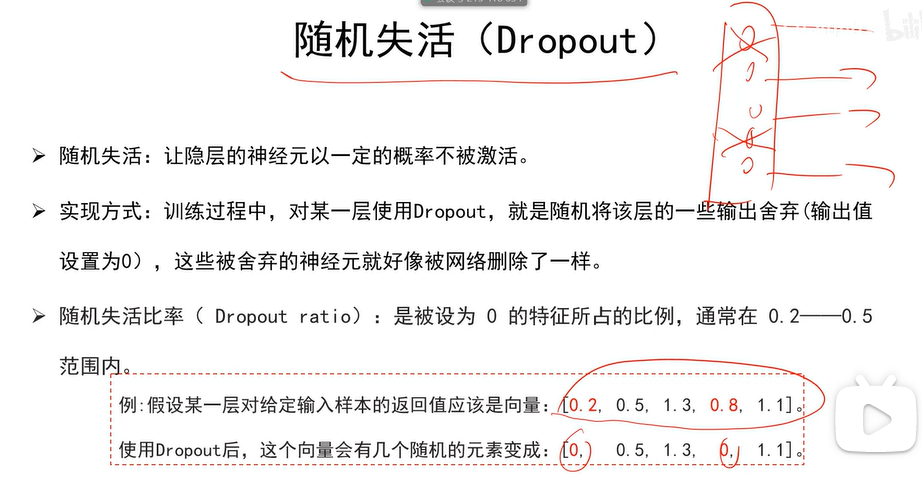 随机失活（Dropout）
➤ 随机失活：让隐层的神经元以一定的概率不被激活。
➤ 实现方式：训练过程中，对某一层使用Dropout，就是随机将该层的一些输出舍弃(输出值
设置为0），这些被舍弃的神经元就好像被网络删除了一样。
➤ 随机失活比率（ Dropout ratio）：是被设为 0 的特征所占的比例，通常在 0.2——0.5
范围内。
例:假设某一层对给定输入样本的返回值应该是向量：[0.2, 0.5, 1.3, 0.8, 1.1]。
使用Dropout后，这个向量会有几个随机的元素变成：[0, 0.5, 1.3, 0, 1.1]。